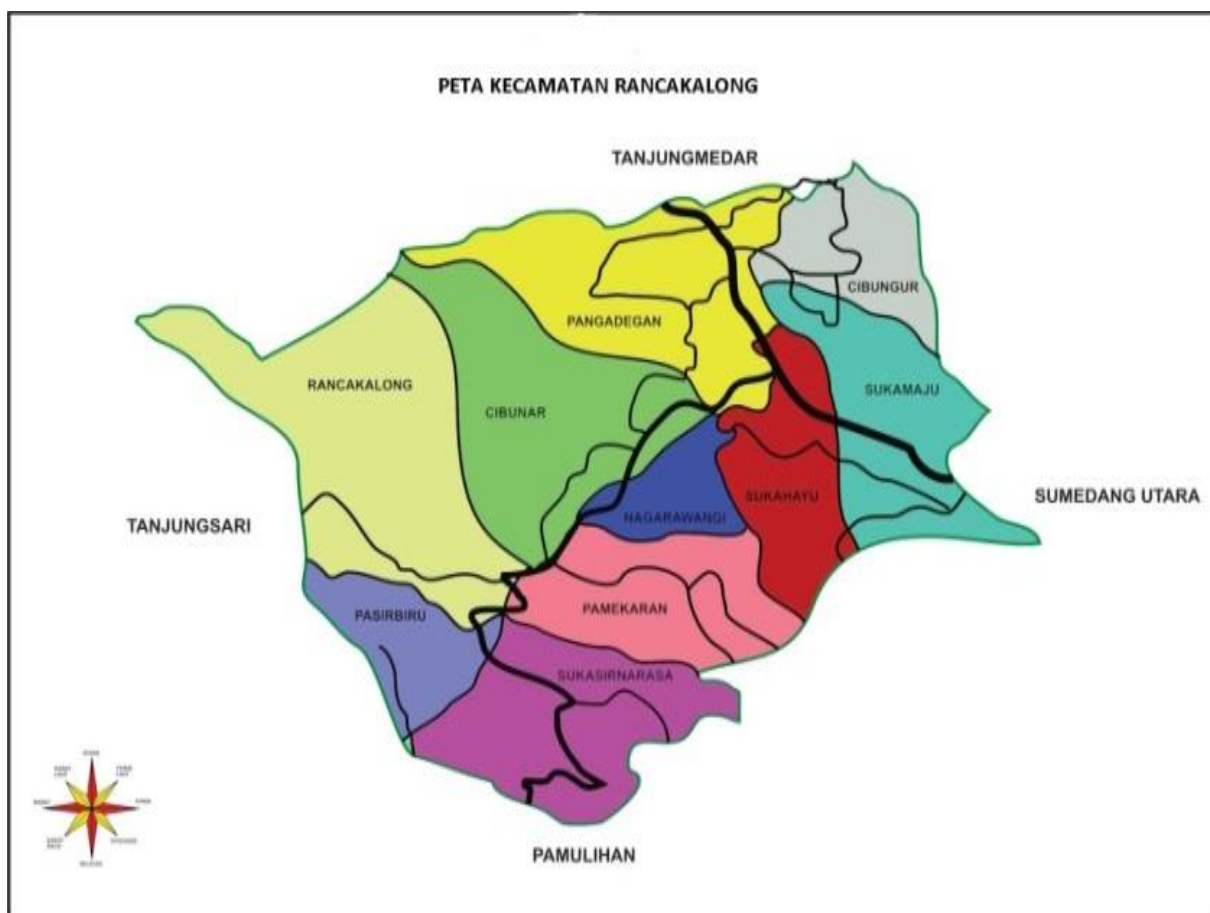 PETA KECAMATAN RANCAKALONG
TANJUNGMEDAR
CIBUNGUR
PANGADEGAN
RANCAKALONG
SUKAMAJU
CIBUNAR
SUMEDANG UTARA
SUKAHAYU
NAGARAWANGI
TANJUNGSARI
PAMEKARAN
PASIRBIRU
SUKASIRNARASA
PAMULIHAN